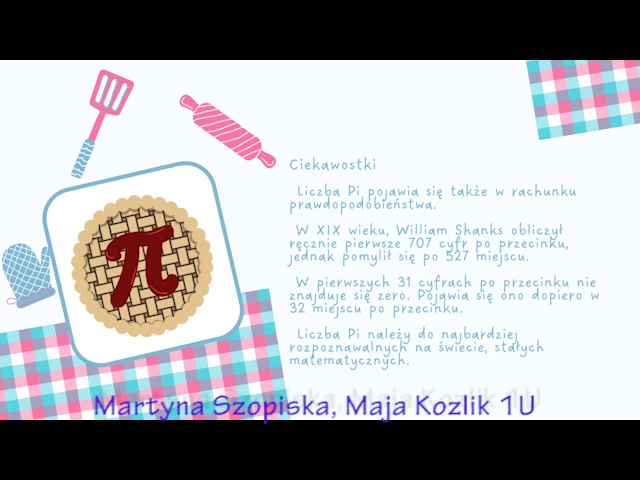 Ciekawostki
Liczba Pi pojawia się także w rachunku
prawdopodobieństwa.
W XIX wieku, William Shanks obliczył
ręcznie pierwsze 707 cyfr po przecinku,
jednak pomylił się po 527 miejscu.
W pierwszych 31 cyfrach po przecinku nie
znajduje się zero. Pojawia się ono dopiero w
32 miejscu po przecinku.
Liczba Pi należy do najbardziej
rozpoznawalnych na świecie, stałych
matematycznych.
π
Martyna Szopiska, Maja Kozlik 1U